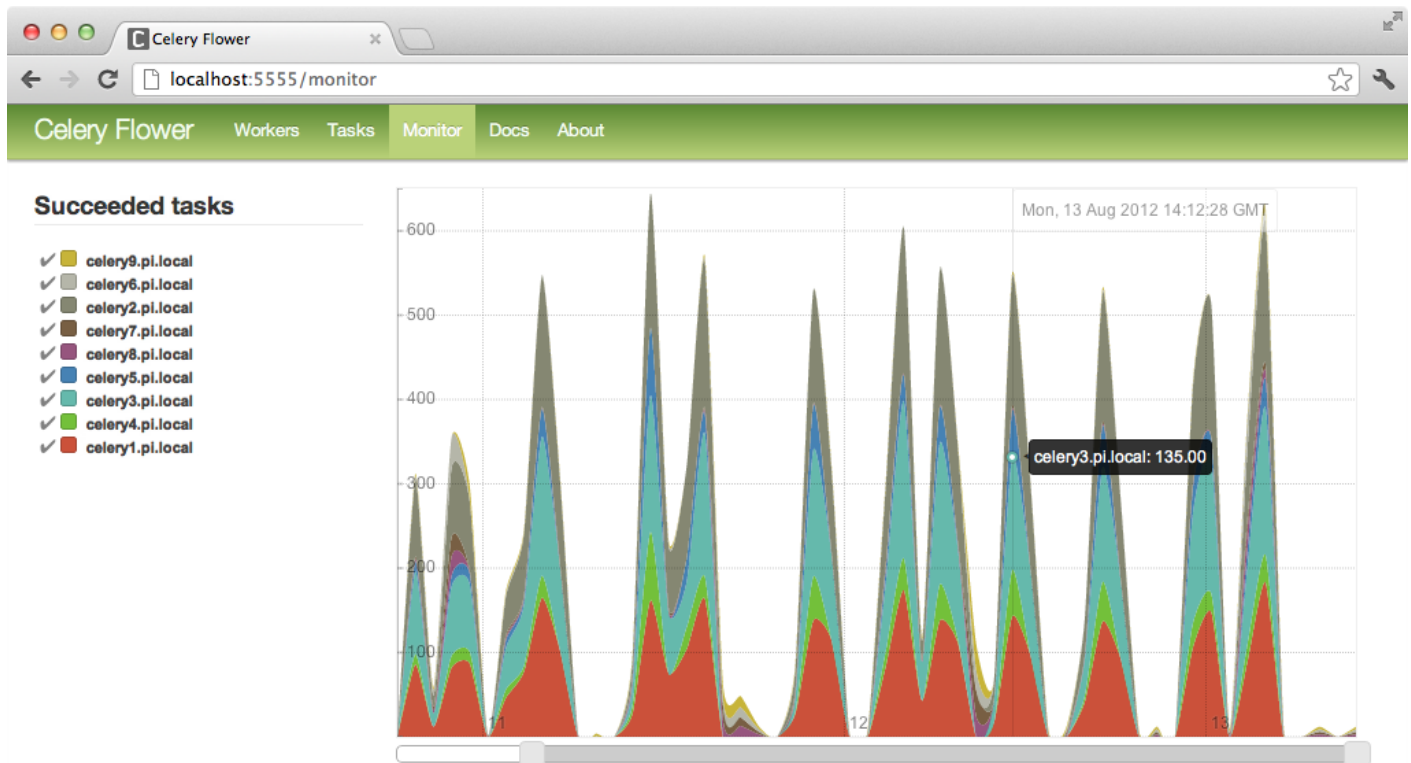 Celery Flower
localhost:5555/monitor
Celery Flower Workers Tasks Monitor Docs About
Succeeded tasks
celery9.pi.local
celery6.pi.local
celery2.pi.local
celery7.pi.local
celery8.pi.local
celery5.pi.local
celery3.pi.local
celery4.pi.local
celery1.pi.local
Mon, 13 Aug 2012 14:12:28 GMT
600
500
400
celery3.pi.local: 135.00
300
200
100
11 12 13